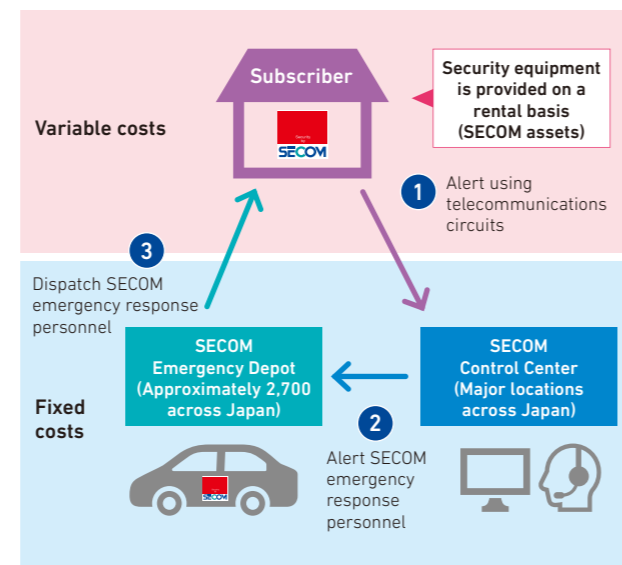 Subscriber
SECOM
Security equipment
is provided on a
rental basis
(SECOM assets)
Variable costs
1
Alert using
telecommunications
circuits
3
Dispatch SECOM
emergency response
personnel
SECOM
Emergency Depot
(Approximately 2,700
across Japan)
SECOM
Control Center
(Major locations
across Japan)
Fixed
costs
2
Alert SECOM
emergency
response
personnel
SECOM